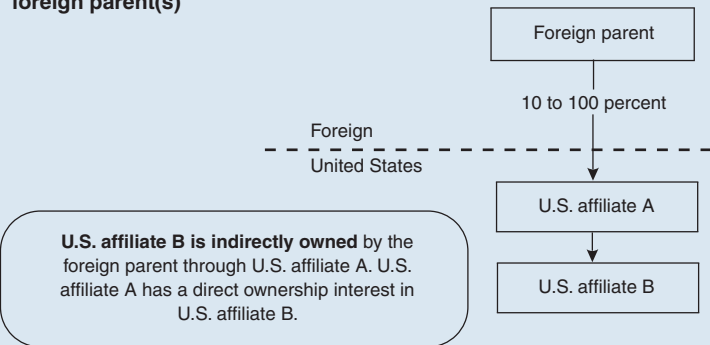 foreign parent(s)
Foreign parent
10 to 100 percent
Foreign
United States
U.S. affiliate A
U.S. affiliate B is indirectly owned by the
foreign parent through U.S. affiliate A. U.S.
affiliate A has a direct ownership interest in
U.S. affiliate B.
U.S. affiliate B